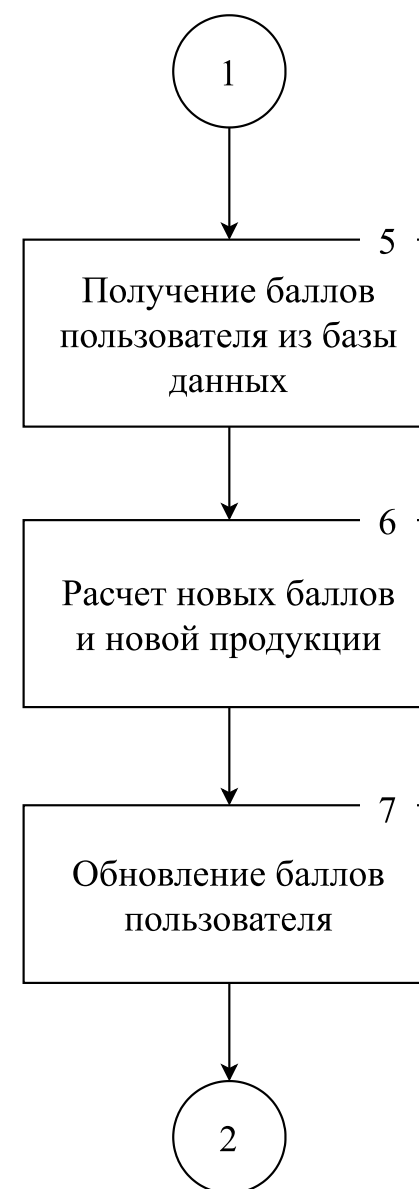 1
5
Получение баллов
пользователя из базы
данных
6
Расчет новых баллов
и новой продукции
7
Обновление баллов
пользователя
2